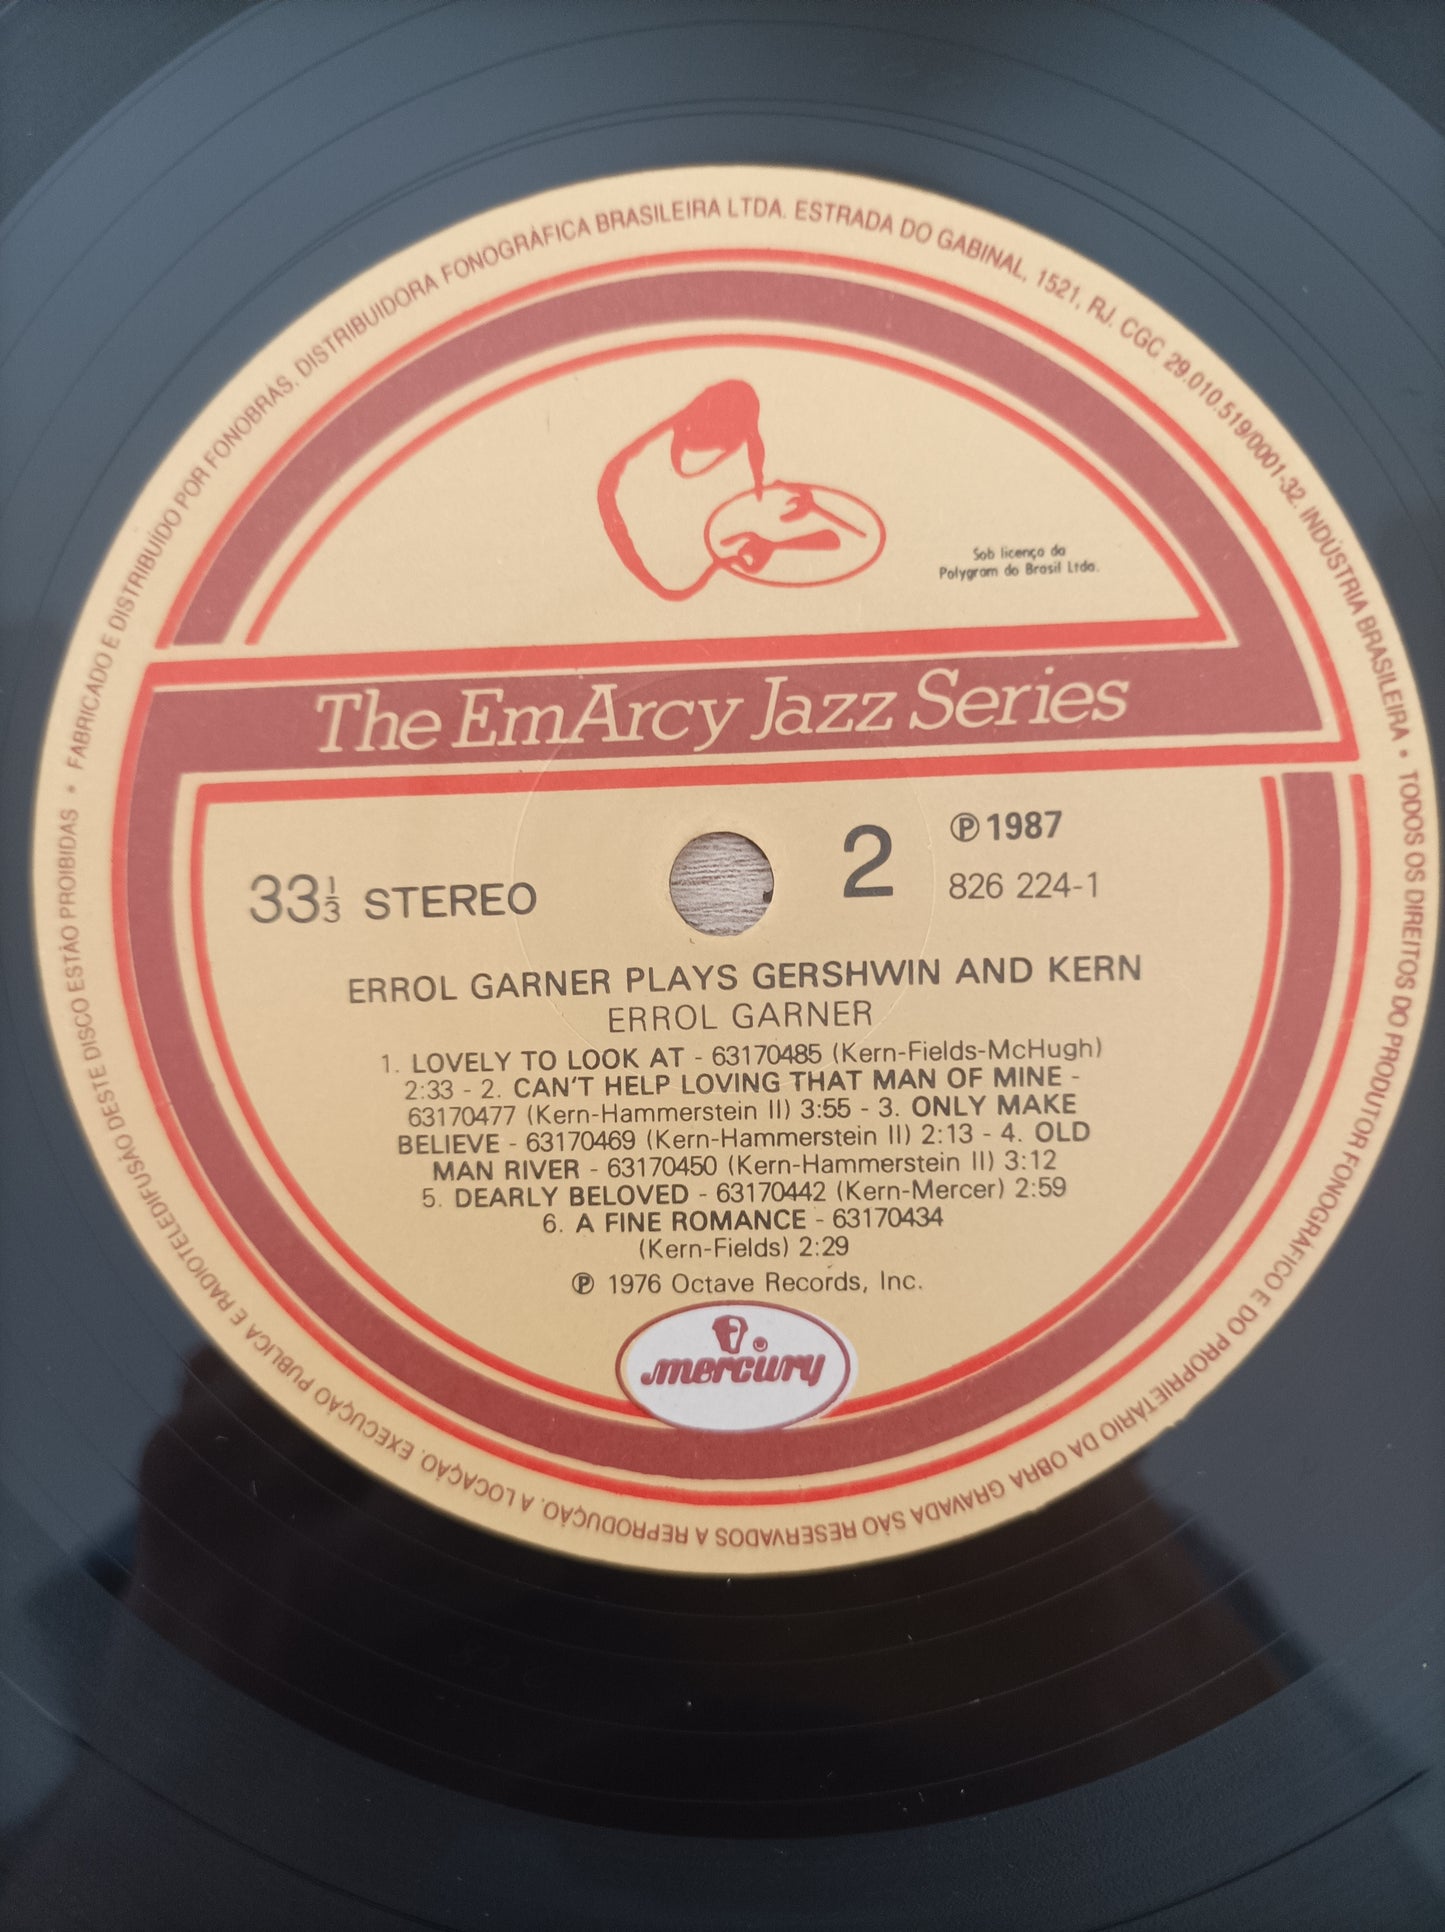 FABRICADO E DISTRIBUÍDO POR FONOBRÁS. DISTRIBUIDORA FONOGRÁFICA BRASILEIRA LTDA. ESTRADA DO GABINAL, 1521, RJ. CGC 29.010.519/0001-32. INDÚSTRIA BRASILEIRA • TODOS OS DIREITOS DO PRODUTOR FONOGRÁFICO E DO PROPRIETÁRIO DA OBRA GRAVADA SÃO RESERVADOS A REPRODUÇÃO. A LOCAÇÃO. EXECUÇÃO PUBLICA E RADIOTELEDIFUSÃO DESTE DISCO ESTÃO PROIBIDAS •
Sob licença da
Polygram do Brasil Ltda.
The EmArcy Jazz Series
33⅓ STEREO
2
℗ 1987
826 224-1
ERROL GARNER PLAYS GERSHWIN AND KERN
ERROL GARNER
1. LOVELY TO LOOK AT - 63170485 (Kern-Fields-McHugh)
2:33 - 2. CAN'T HELP LOVING THAT MAN OF MINE -
63170477 (Kern-Hammerstein II) 3:55 - 3. ONLY MAKE
BELIEVE - 63170469 (Kern-Hammerstein II) 2:13 - 4. OLD
MAN RIVER - 63170450 (Kern-Hammerstein II) 3:12
5. DEARLY BELOVED - 63170442 (Kern-Mercer) 2:59
6. A FINE ROMANCE - 63170434
(Kern-Fields) 2:29
℗ 1976 Octave Records, Inc.
mercury